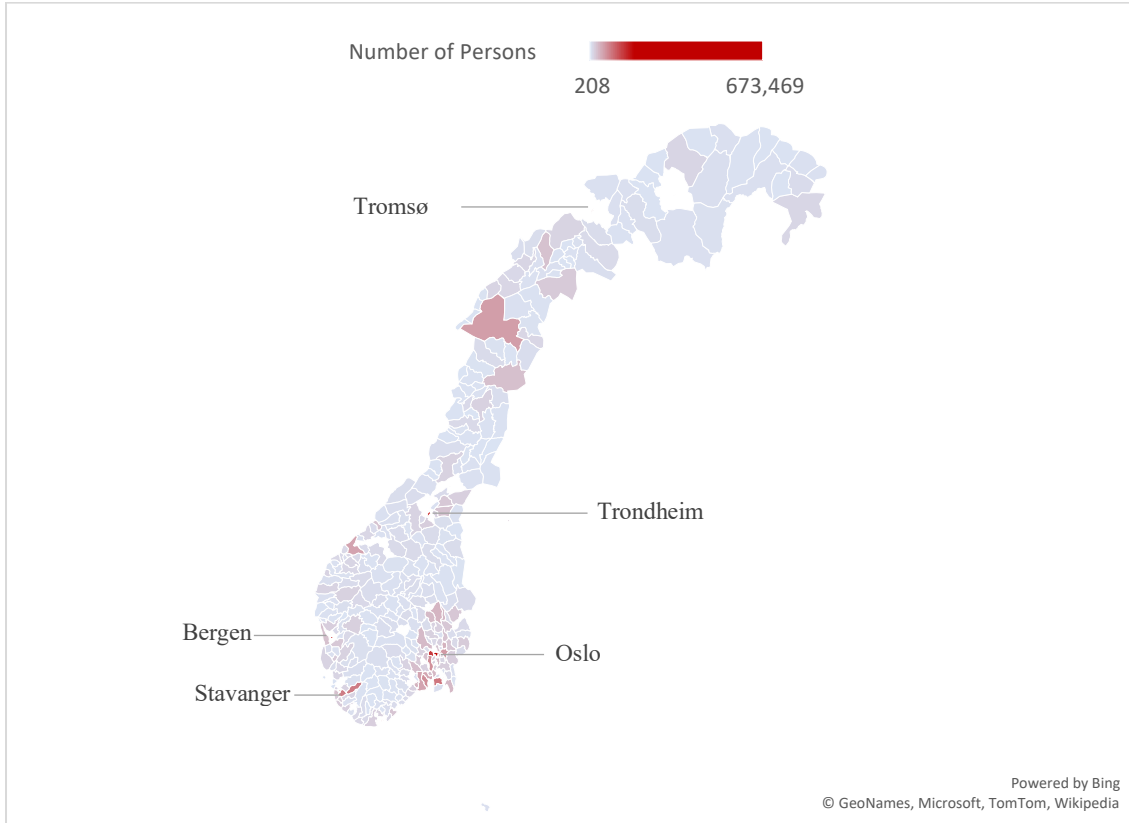 Number of Persons
208 673,469
Tromsø
Trondheim
Bergen
Oslo
Stavanger
Powered by Bing
© GeoNames, Microsoft, TomTom, Wikipedia